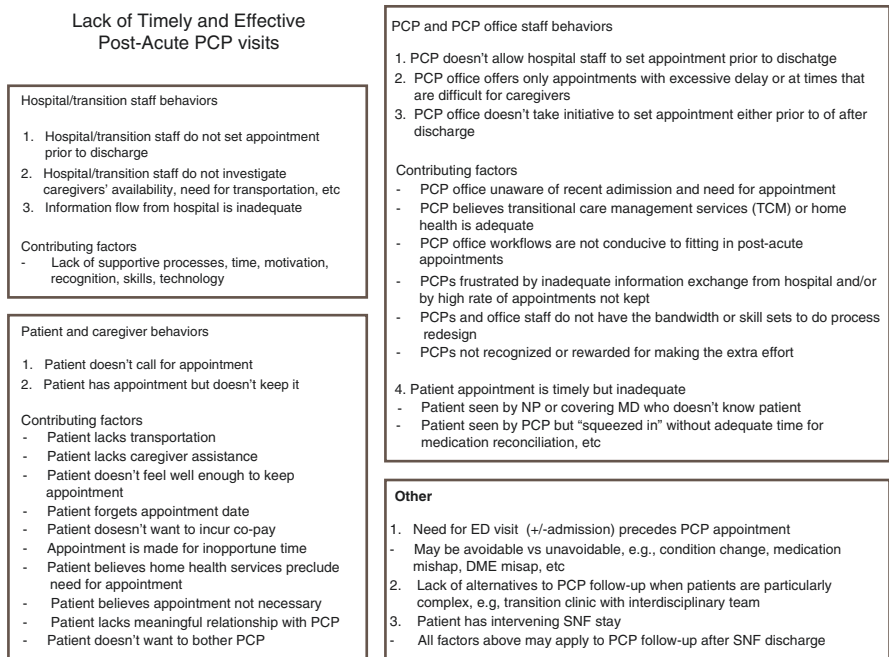 Lack of Timely and Effective
Post-Acute PCP visits
Hospital/transition staff behaviors
1. Hospital/transition staff do not set appointment
prior to discharge
2. Hospital/transition staff do not investigate
caregivers' availability, need for transportation, etc
3. Information flow from hospital is inadequate
Contributing factors
- Lack of supportive processes, time, motivation,
recognition, skills, technology
Patient and caregiver behaviors
1. Patient doesn't call for appointment
2. Patient has appointment but doesn't keep it
Contributing factors
- Patient lacks transportation
- Patient lacks caregiver assistance
- Patient doesn't feel well enough to keep
appointment
- Patient forgets appointment date
- Patient dosesn't want to incur co-pay
- Appointment is made for inopportune time
- Patient believes home health services preclude
need for appointment
- Patient believes appointment not necessary
- Patient lacks meaningful relationship with PCP
- Patient doesn't want to bother PCP
PCP and PCP office staff behaviors
1. PCP doesn't allow hospital staff to set appointment prior to dischatge
2. PCP office offers only appointments with excessive delay or at times that
are difficult for caregivers
3. PCP office doesn't take initiative to set appointment either prior to of after
discharge
Contributing factors
- PCP office unaware of recent adimission and need for appointment
- PCP believes transitional care management services (TCM) or home
health is adequate
- PCP office workflows are not conducive to fitting in post-acute
appointments
- PCPs frustrated by inadequate information exchange from hospital and/or
by high rate of appointments not kept
- PCPs and office staff do not have the bandwidth or skill sets to do process
redesign
- PCPs not recognized or rewarded for making the extra effort
4. Patient appointment is timely but inadequate
- Patient seen by NP or covering MD who doesn't know patient
- Patient seen by PCP but "squeezed in" without adequate time for
medication reconciliation, etc
Other
1. Need for ED visit (+/-admission) precedes PCP appointment
- May be avoidable vs unavoidable, e.g., condition change, medication
mishap, DME misap, etc
2. Lack of alternatives to PCP follow-up when patients are particularly
complex, e.g, transition clinic with interdisciplinary team
3. Patient has intervening SNF stay
- All factors above may apply to PCP follow-up after SNF discharge